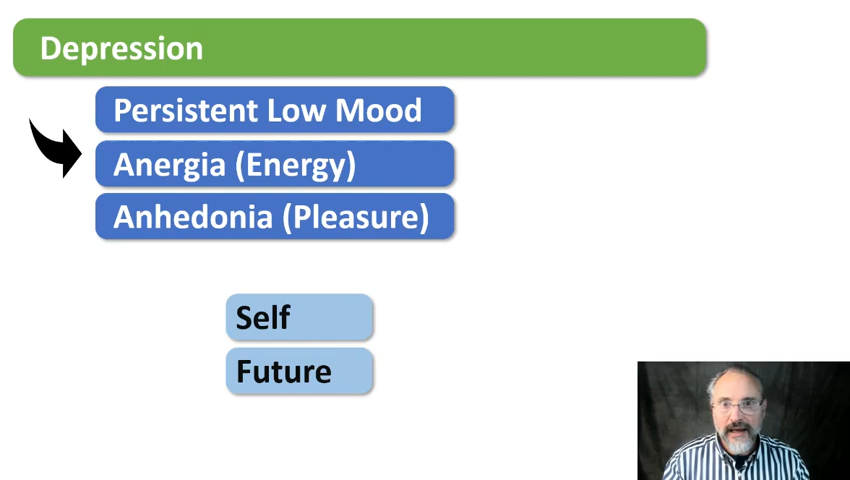 Depression
Persistent Low Mood
Anergia (Energy)
Anhedonia (Pleasure)
Self
Future